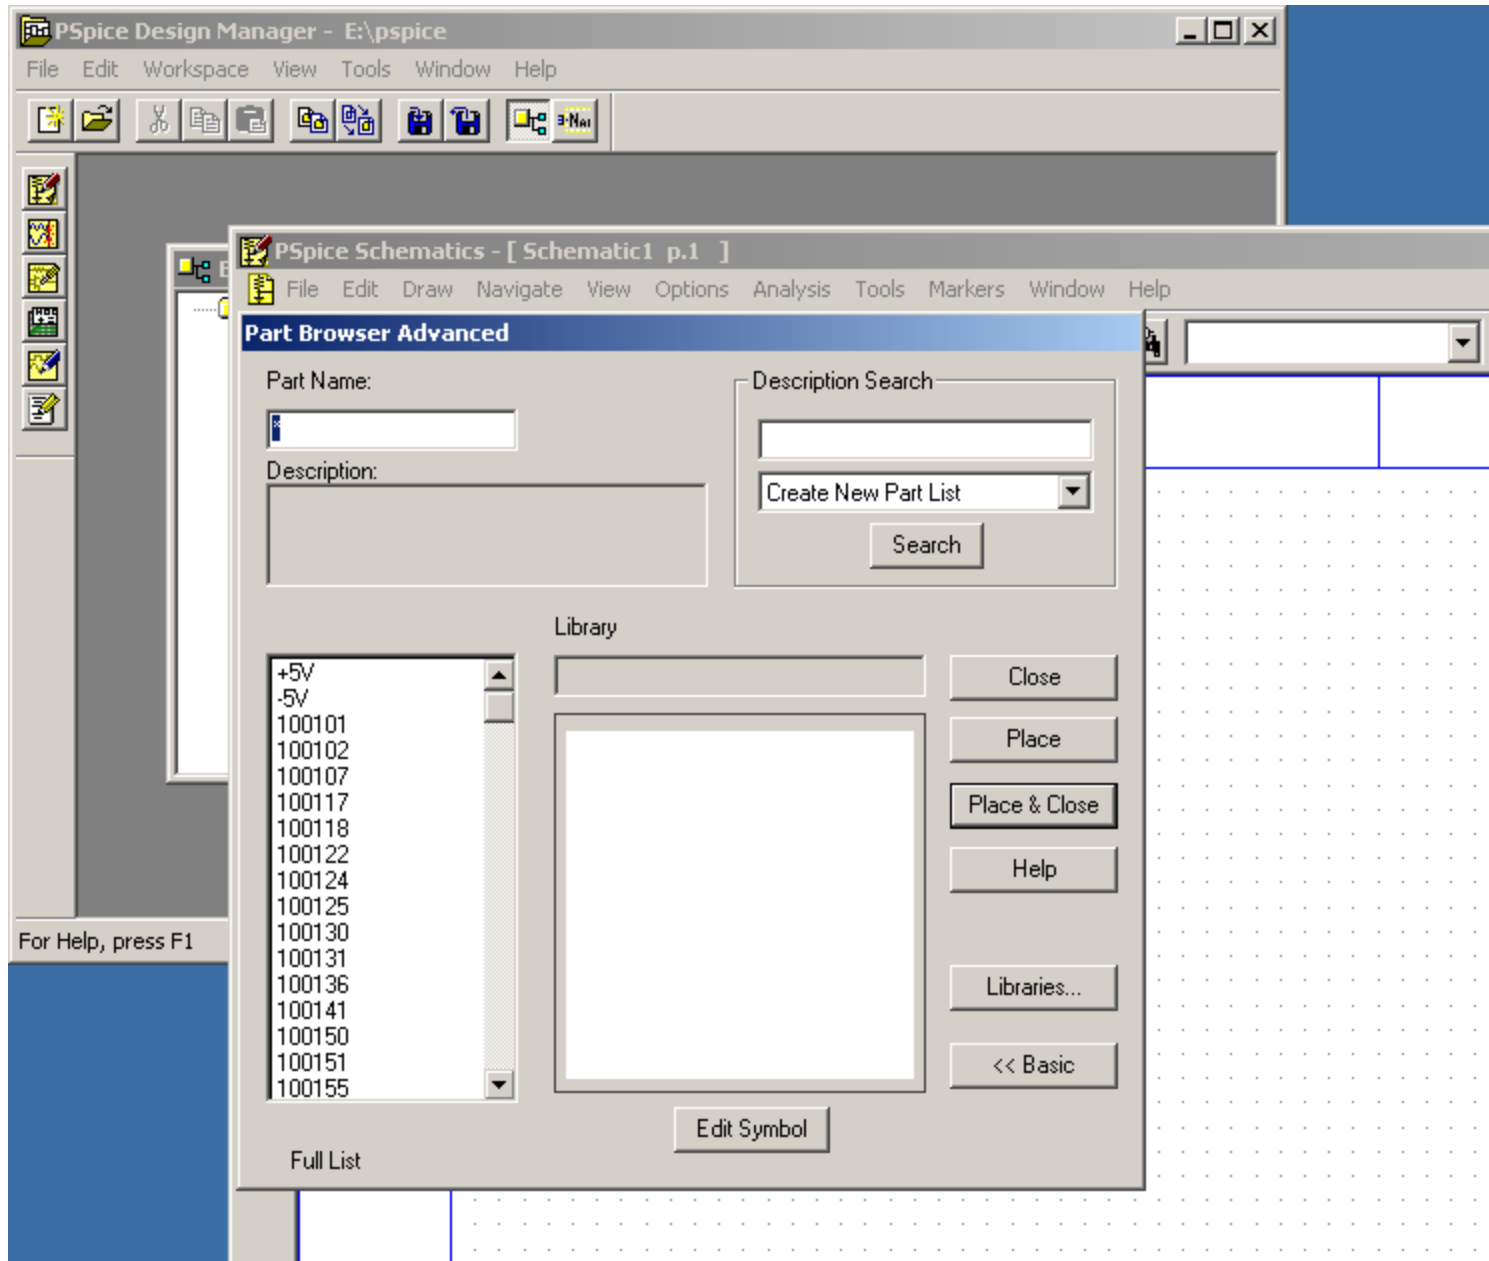 PSpice Design Manager - E:\pspice
File Edit Workspace View Tools Window Help
PSpice Schematics - [ Schematic1 p.1 ]
File Edit Draw Navigate View Options Analysis Tools Markers Window Help
Part Browser Advanced
Part Name:
*
Description:
Description Search
Create New Part List
Search
Library
+5V
-5V
100101
100102
100107
100117
100118
100122
100124
100125
100130
100131
100136
100141
100150
100151
100155
Full List
Close
Place
Place & Close
Help
Libraries...
<< Basic
Edit Symbol
For Help, press F1